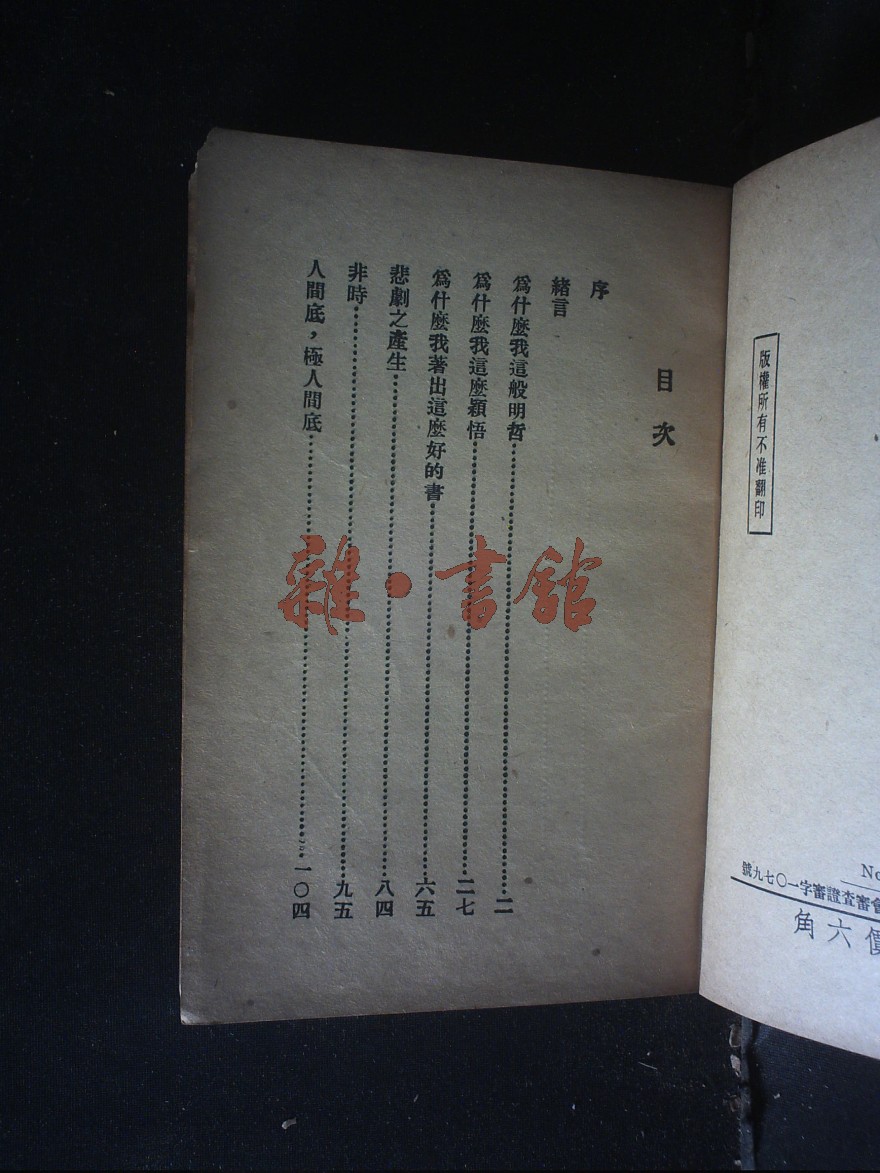 版權所有不准翻印
No
會審查證審字一〇七九號
價六角
目次
序
緒言
為什麼我這般明哲……二
為什麼我這麼穎悟……二七
為什麼我著出這麼好的書……六五
悲劇之產生……八四
非時……九五
人間底，極人間底……一〇四
雜·書館